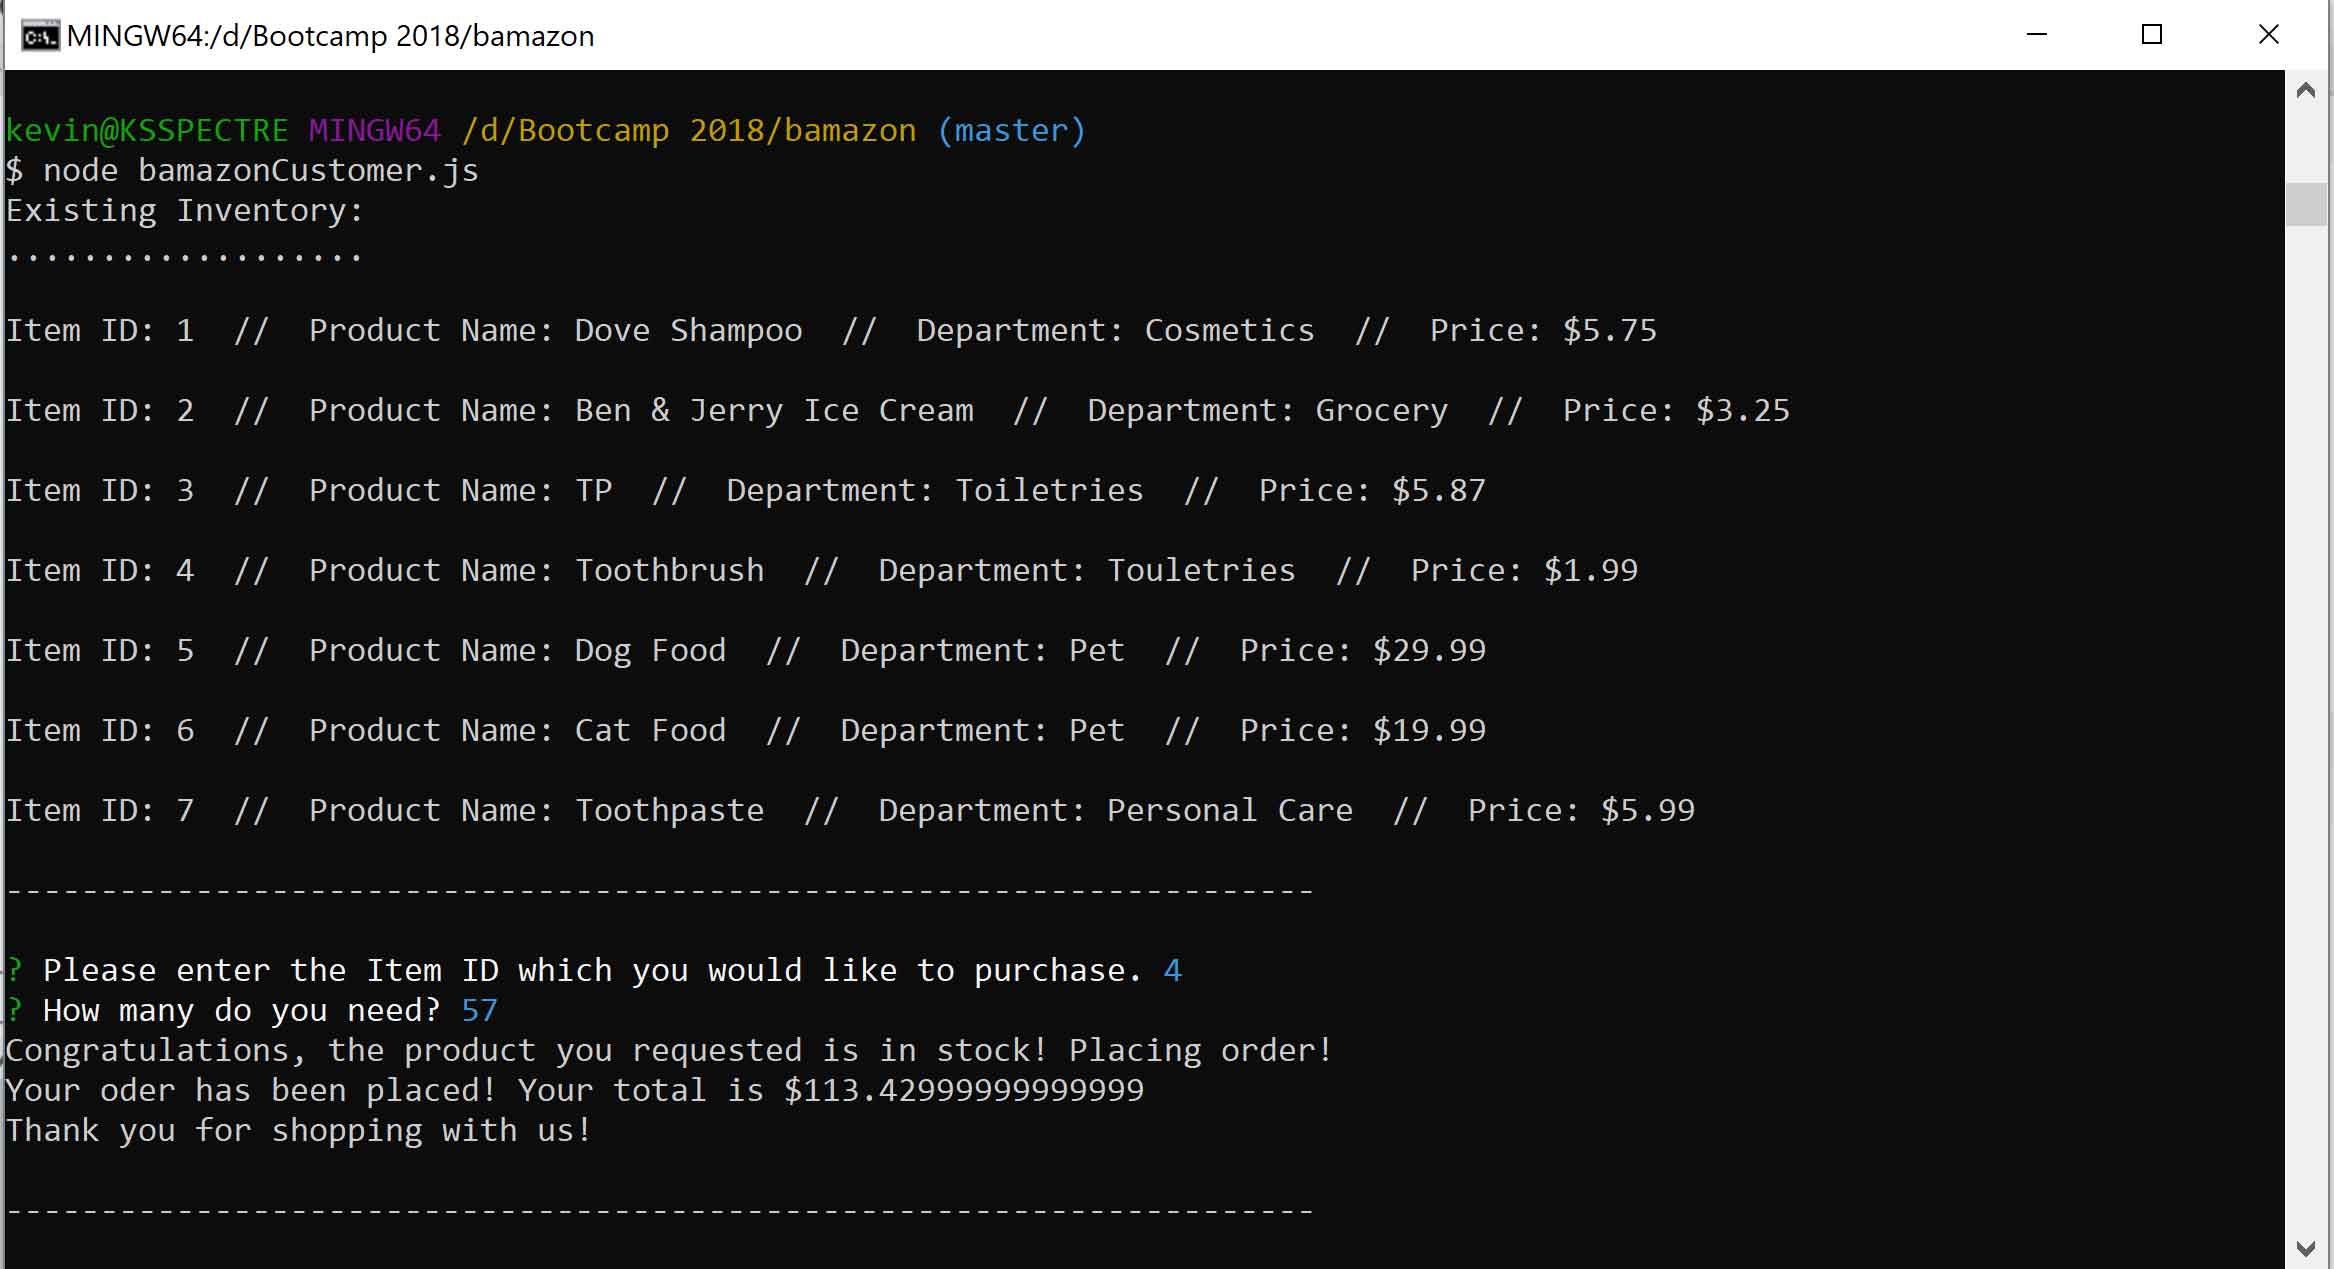 MINGW64:/d/Bootcamp 2018/bamazon
kevin@KSSPECTRE MINGW64 /d/Bootcamp 2018/bamazon (master)
$ node bamazonCustomer.js
Existing Inventory:
...................
Item ID: 1  //  Product Name: Dove Shampoo  //  Department: Cosmetics  //  Price: $5.75
Item ID: 2  //  Product Name: Ben & Jerry Ice Cream  //  Department: Grocery  //  Price: $3.25
Item ID: 3  //  Product Name: TP  //  Department: Toiletries  //  Price: $5.87
Item ID: 4  //  Product Name: Toothbrush  //  Department: Touletries  //  Price: $1.99
Item ID: 5  //  Product Name: Dog Food  //  Department: Pet  //  Price: $29.99
Item ID: 6  //  Product Name: Cat Food  //  Department: Pet  //  Price: $19.99
Item ID: 7  //  Product Name: Toothpaste  //  Department: Personal Care  //  Price: $5.99
---------------------------------------------------------------------
? Please enter the Item ID which you would like to purchase. 4
? How many do you need? 57
Congratulations, the product you requested is in stock! Placing order!
Your oder has been placed! Your total is $113.42999999999999
Thank you for shopping with us!
---------------------------------------------------------------------